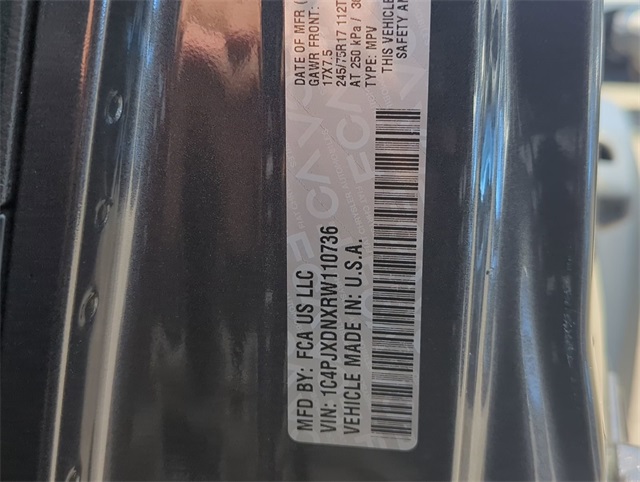 MFD BY: FCA US LLC
DATE OF MFR
VIN: 1C4PJXDNXRW110736
GAWR FRONT:
17X7.5
VEHICLE MADE IN: U.S.A.
245/75R17 112T
AT 250 kPa /
TYPE: MPV
THIS VEHICLE
SAFETY AN